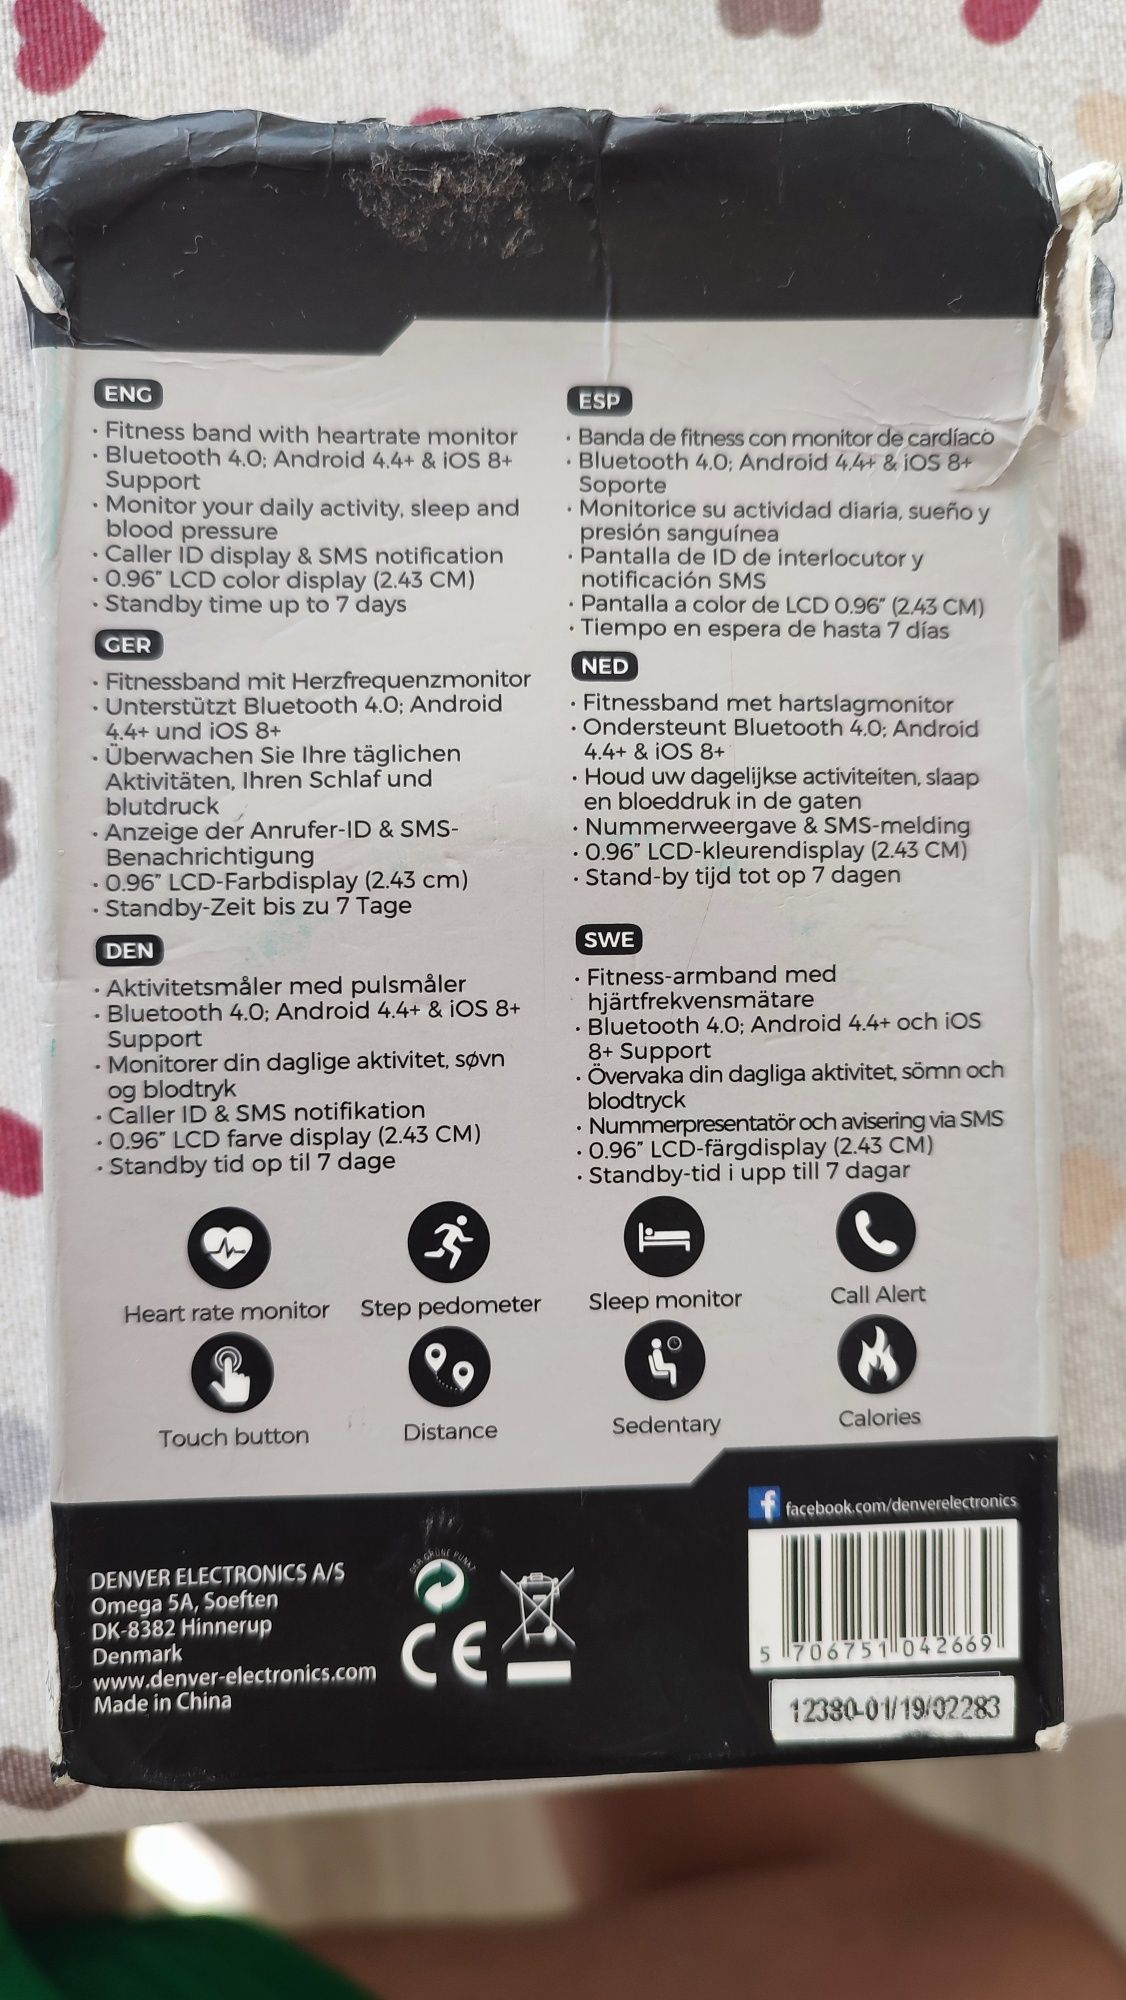 ENG
· Fitness band with heartrate monitor
· Bluetooth 4.0; Android 4.4+ & iOS 8+
Support
· Monitor your daily activity, sleep and
blood pressure
· Caller ID display & SMS notification
· 0.96" LCD color display (2.43 CM)
· Standby time up to 7 days
GER
· Fitnessband mit Herzfrequenzmonitor
· Unterstützt Bluetooth 4.0; Android
4.4+ und iOS 8+
· Überwachen Sie Ihre täglichen
Aktivitäten, Ihren Schlaf und
blutdruck
· Anzeige der Anrufer-ID & SMS-
Benachrichtigung
· 0.96" LCD-Farbdisplay (2.43 cm)
· Standby-Zeit bis zu 7 Tage
DEN
· Aktivitetsmåler med pulsmåler
· Bluetooth 4.0; Android 4.4+ & iOS 8+
Support
· Monitorer din daglige aktivitet, søvn
og blodtryk
· Caller ID & SMS notifikation
· 0.96" LCD farve display (2.43 CM)
· Standby tid op til 7 dage
ESP
· Banda de fitness con monitor de cardíaco
· Bluetooth 4.0; Android 4.4+ & iOS 8+
Soporte
· Monitorice su actividad diaria, sueño y
presión sanguínea
· Pantalla de ID de interlocutor y
notificación SMS
· Pantalla a color de LCD 0.96" (2.43 CM)
· Tiempo en espera de hasta 7 días
NED
· Fitnessband met hartslagmonitor
· Ondersteunt Bluetooth 4.0; Android
4.4+ & iOS 8+
· Houd uw dagelijkse activiteiten, slaap
en bloeddruk in de gaten
· Nummerweergave & SMS-melding
· 0.96" LCD-kleurendisplay (2.43 CM)
· Stand-by tijd tot op 7 dagen
SWE
· Fitness-armband med
hjärtfrekvensmätare
· Bluetooth 4.0; Android 4.4+ och iOS
8+ Support
· Övervaka din dagliga aktivitet, sömn och
blodtryck
· Nummerpresentatör och avisering via SMS
· 0.96" LCD-färgdisplay (2.43 CM)
· Standby-tid i upp till 7 dagar
Heart rate monitor
Step pedometer
Sleep monitor
Call Alert
Touch button
Distance
Sedentary
Calories
f facebook.com/denverelectronics
DENVER ELECTRONICS A/S
Omega 5A, Soeften
DK-8382 Hinnerup
Denmark
www.denver-electronics.com
Made in China
DER GRÜNE PUNKT
CE
5 706751 042669
12380-01/19/02283